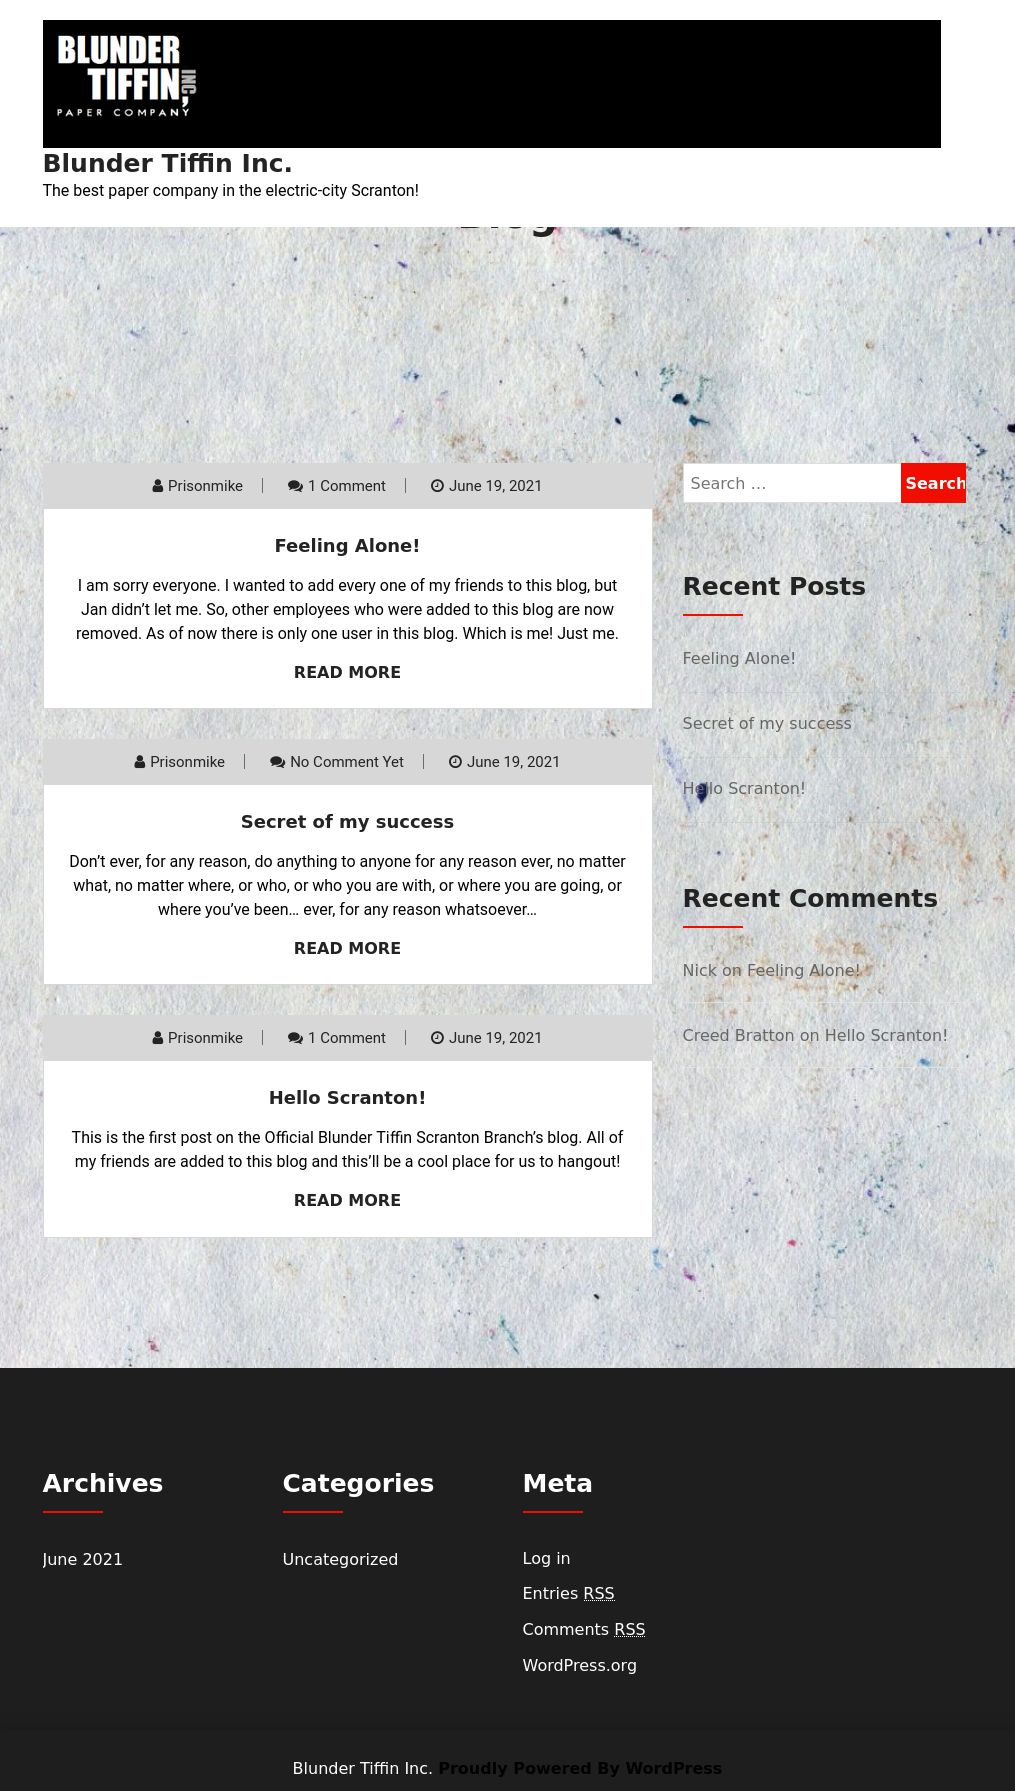 BLUNDER
TIFFIN, INC
PAPER COMPANY
Blunder Tiffin Inc.
The best paper company in the electric-city Scranton!
Blog
Prisonmike
1 Comment
June 19, 2021
Feeling Alone!
I am sorry everyone. I wanted to add every one of my friends to this blog, but
Jan didn’t let me. So, other employees who were added to this blog are now
removed. As of now there is only one user in this blog. Which is me! Just me.
READ MORE
Prisonmike
No Comment Yet
June 19, 2021
Secret of my success
Don’t ever, for any reason, do anything to anyone for any reason ever, no matter
what, no matter where, or who, or who you are with, or where you are going, or
where you’ve been… ever, for any reason whatsoever…
READ MORE
Prisonmike
1 Comment
June 19, 2021
Hello Scranton!
This is the first post on the Official Blunder Tiffin Scranton Branch’s blog. All of
my friends are added to this blog and this’ll be a cool place for us to hangout!
READ MORE
Search …
Search
Recent Posts
Feeling Alone!
Secret of my success
Hello Scranton!
Recent Comments
Nick on Feeling Alone!
Creed Bratton on Hello Scranton!
Archives
June 2021
Categories
Uncategorized
Meta
Log in
Entries RSS
Comments RSS
WordPress.org
Blunder Tiffin Inc. Proudly Powered By WordPress